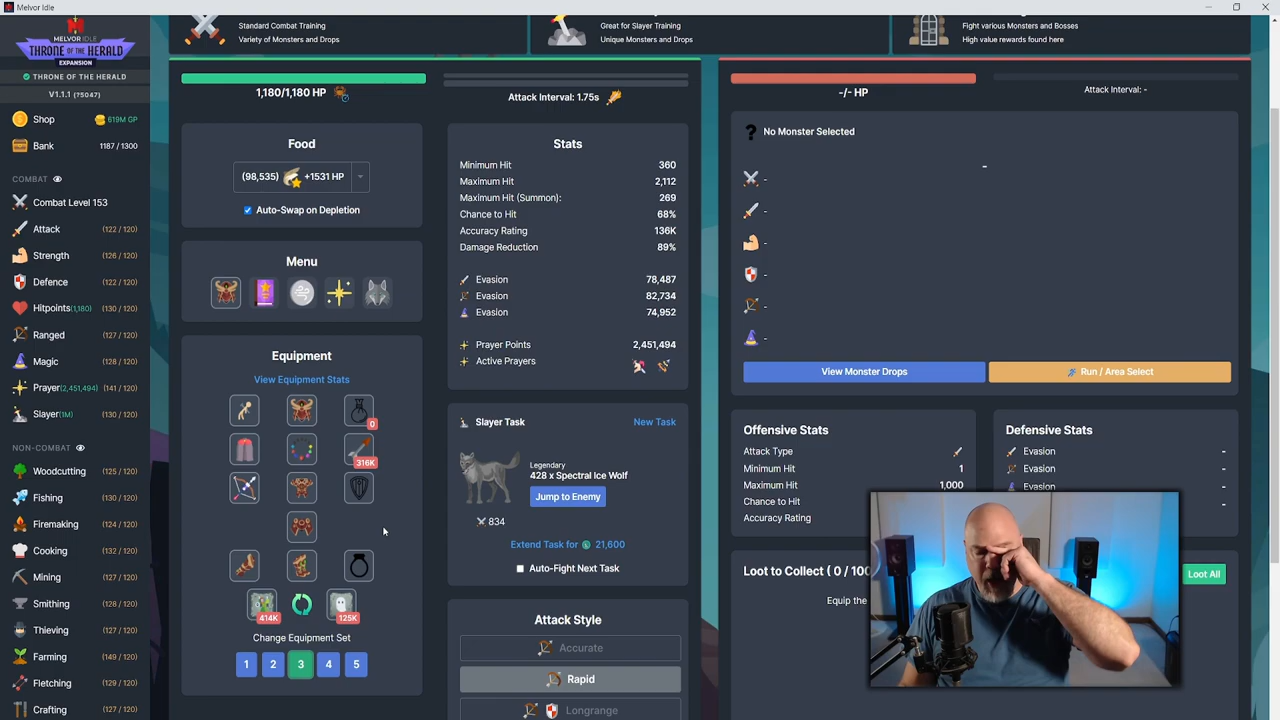 Melvor Idle
MELVOR IDLE
THRONE OF THE HERALD
EXPANSION
THRONE OF THE HERALD
V1.1.1 (?5047)
Shop 619M GP
Bank 1187 / 1300
COMBAT
Combat Level 153
Attack (122 / 120)
Strength (126 / 120)
Defence (122 / 120)
Hitpoints (1,180) (130 / 120)
Ranged (127 / 120)
Magic (128 / 120)
Prayer (2,451,494) (141 / 120)
Slayer (1M) (130 / 120)
NON-COMBAT
Woodcutting (125 / 120)
Fishing (130 / 120)
Firemaking (124 / 120)
Cooking (132 / 120)
Mining (127 / 120)
Smithing (128 / 120)
Thieving (127 / 120)
Farming (149 / 120)
Fletching (129 / 120)
Crafting (127 / 120)
Standard Combat Training
Variety of Monsters and Drops
Great for Slayer Training
Unique Monsters and Drops
Fight various Monsters and Bosses
High value rewards found here
1,180/1,180 HP
Food
(98,535) +1531 HP
Auto-Swap on Depletion
Menu
Equipment
View Equipment Stats
0
316K
414K
125K
Change Equipment Set
1 2 3 4 5
Attack Interval: 1.75s
Stats
Minimum Hit 360
Maximum Hit 2,112
Maximum Hit (Summon): 269
Chance to Hit 68%
Accuracy Rating 136K
Damage Reduction 89%
Evasion 78,487
Evasion 82,734
Evasion 74,952
Prayer Points 2,451,494
Active Prayers
Slayer Task New Task
Legendary
428 x Spectral Ice Wolf
Jump to Enemy
834
Extend Task for 21,600
Auto-Fight Next Task
Attack Style
Accurate
Rapid
Longrange
-/- HP
Attack Interval: -
? No Monster Selected
-
-
-
-
-
-
-
View Monster Drops
Run / Area Select
Offensive Stats
Attack Type
Minimum Hit 1
Maximum Hit 1,000
Chance to Hit
Accuracy Rating
Defensive Stats
Evasion -
Evasion -
Evasion -
-
Loot to Collect ( 0 / 100
Loot All
Equip the